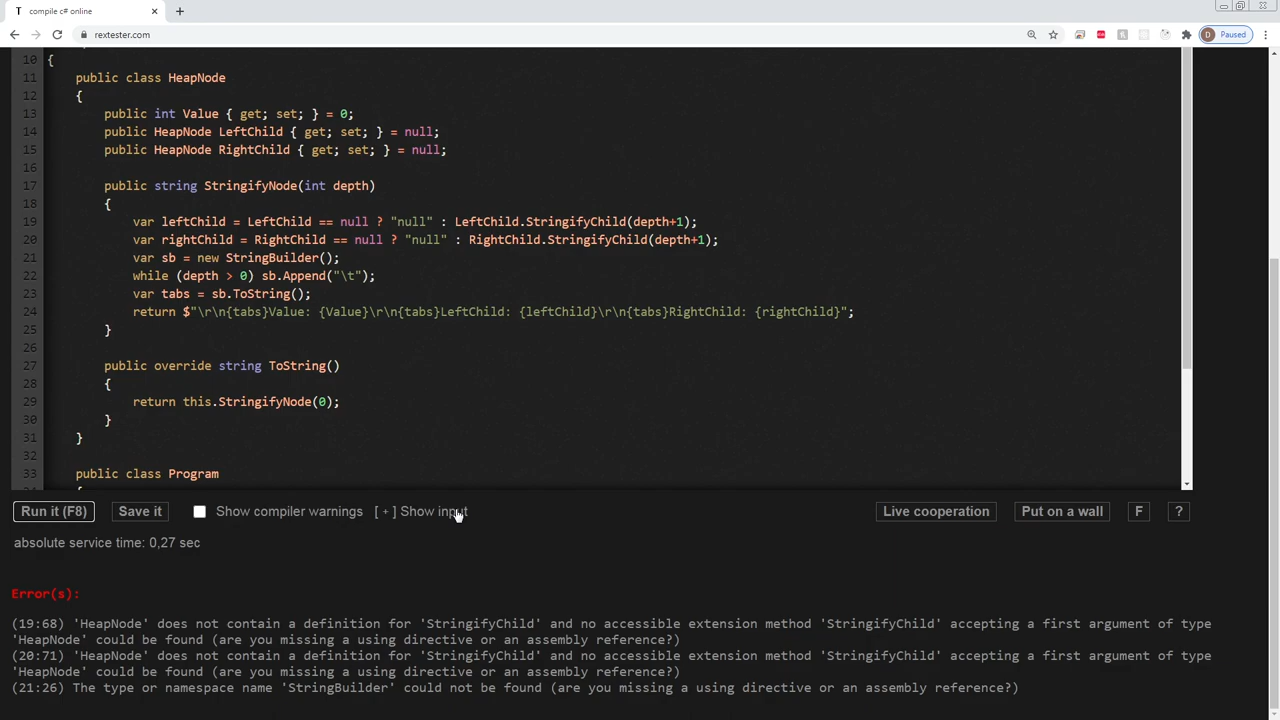 T compile c# online
rextester.com
D Paused
10 {
11 public class HeapNode
12 {
13 public int Value { get; set; } = 0;
14 public HeapNode LeftChild { get; set; } = null;
15 public HeapNode RightChild { get; set; } = null;
16
17 public string StringifyNode(int depth)
18 {
19 var leftChild = LeftChild == null ? "null" : LeftChild.StringifyChild(depth+1);
20 var rightChild = RightChild == null ? "null" : RightChild.StringifyChild(depth+1);
21 var sb = new StringBuilder();
22 while (depth > 0) sb.Append("\t");
23 var tabs = sb.ToString();
24 return $"\r\n{tabs}Value: {Value}\r\n{tabs}LeftChild: {leftChild}\r\n{tabs}RightChild: {rightChild}";
25 }
26
27 public override string ToString()
28 {
29 return this.StringifyNode(0);
30 }
31 }
32
33 public class Program
Run it (F8) Save it Show compiler warnings [ + ] Show input Live cooperation Put on a wall F ?
absolute service time: 0,27 sec
Error(s):
(19:68) 'HeapNode' does not contain a definition for 'StringifyChild' and no accessible extension method 'StringifyChild' accepting a first argument of type
'HeapNode' could be found (are you missing a using directive or an assembly reference?)
(20:71) 'HeapNode' does not contain a definition for 'StringifyChild' and no accessible extension method 'StringifyChild' accepting a first argument of type
'HeapNode' could be found (are you missing a using directive or an assembly reference?)
(21:26) The type or namespace name 'StringBuilder' could not be found (are you missing a using directive or an assembly reference?)